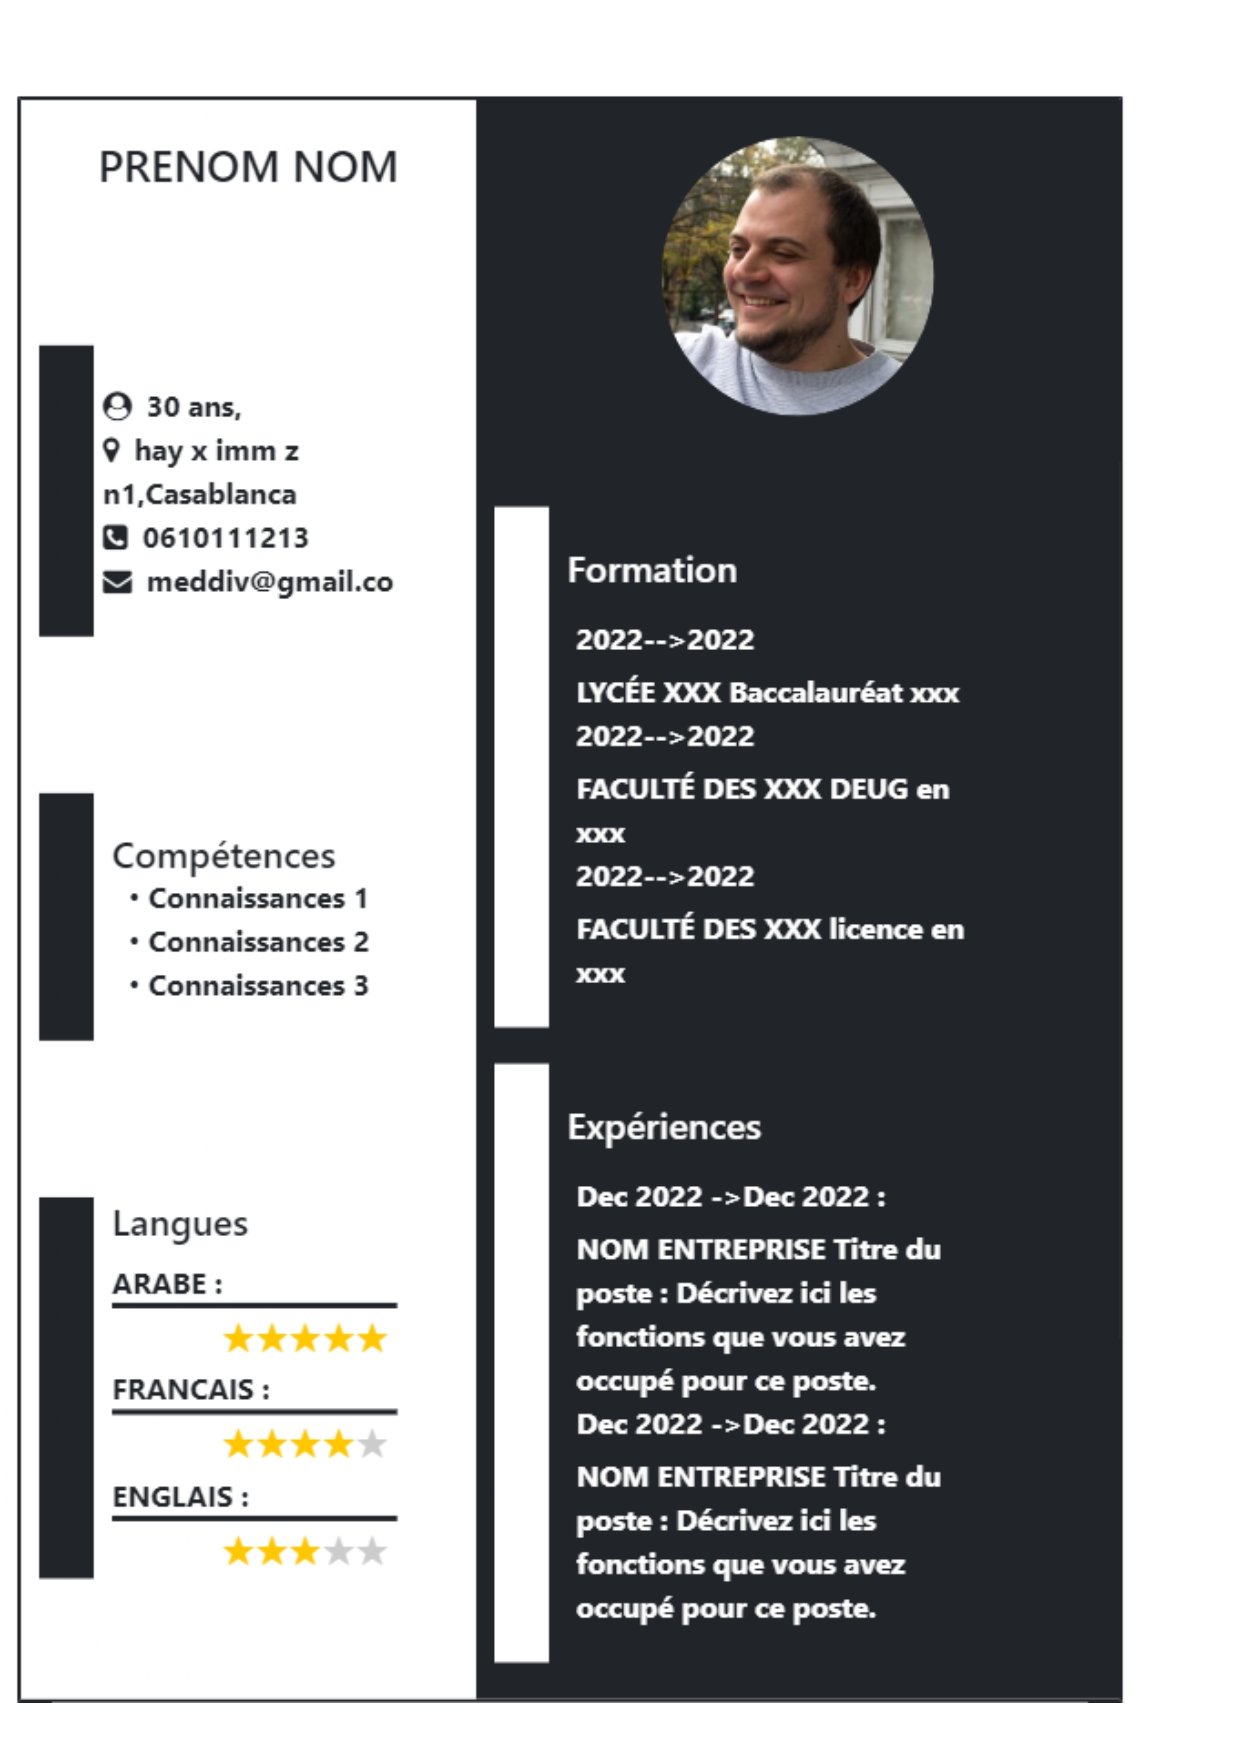 PRENOM NOM
30 ans,
hay x imm z
n1,Casablanca
0610111213
meddiv@gmail.co
Compétences
• Connaissances 1
• Connaissances 2
• Connaissances 3
Langues
ARABE :
FRANCAIS :
ENGLAIS :
Formation
2022-->2022
LYCÉE XXX Baccalauréat xxx
2022-->2022
FACULTÉ DES XXX DEUG en
xxx
2022-->2022
FACULTÉ DES XXX licence en
xxx
Expériences
Dec 2022 ->Dec 2022 :
NOM ENTREPRISE Titre du
poste : Décrivez ici les
fonctions que vous avez
occupé pour ce poste.
Dec 2022 ->Dec 2022 :
NOM ENTREPRISE Titre du
poste : Décrivez ici les
fonctions que vous avez
occupé pour ce poste.